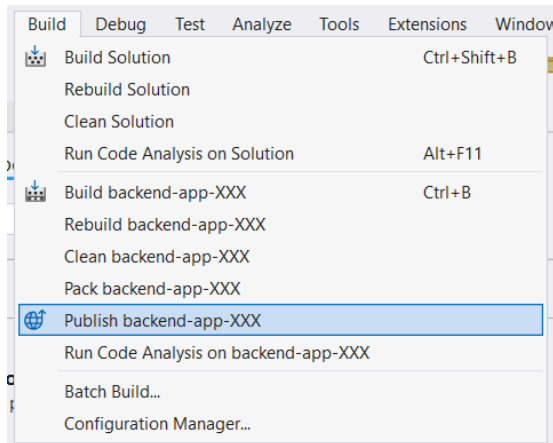 Build Debug Test Analyze Tools Extensions Window
Build Solution Ctrl+Shift+B
Rebuild Solution
Clean Solution
Run Code Analysis on Solution Alt+F11
Build backend-app-XXX Ctrl+B
Rebuild backend-app-XXX
Clean backend-app-XXX
Pack backend-app-XXX
Publish backend-app-XXX
Run Code Analysis on backend-app-XXX
Batch Build...
Configuration Manager...